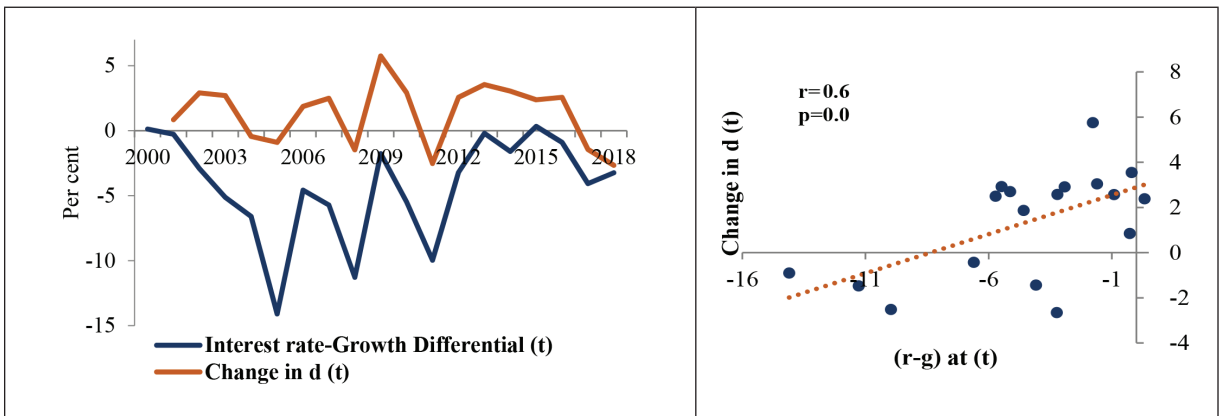 5
0
-5
-10
-15
Per cent
2000 2003 2006 2009 2012 2015 2018
Interest rate-Growth Differential (t)
Change in d (t)
r=0.6
p=0.0
Change in d (t)
8
6
4
2
0
-2
-4
-16 -11 -6 -1
(r-g) at (t)